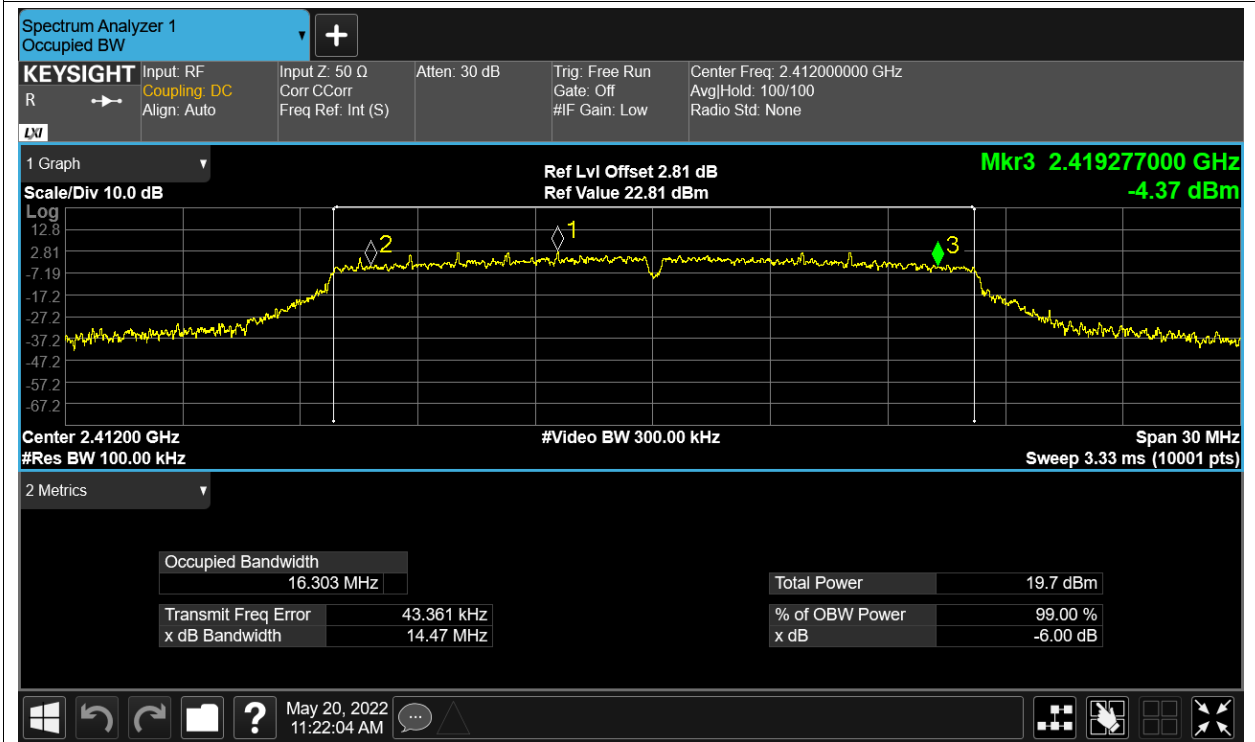 Spectrum Analyzer 1
Occupied BW
KEYSIGHT
R
LXI
Input: RF
Coupling: DC
Align: Auto
Input Z: 50 Ω
Corr CCorr
Freq Ref: Int (S)
Atten: 30 dB
Trig: Free Run
Gate: Off
#IF Gain: Low
Center Freq: 2.412000000 GHz
Avg|Hold: 100/100
Radio Std: None
1 Graph
Scale/Div 10.0 dB
Ref Lvl Offset 2.81 dB
Ref Value 22.81 dBm
Mkr3 2.419277000 GHz
-4.37 dBm
Log
12.8
2.81
-7.19
-17.2
-27.2
-37.2
-47.2
-57.2
-67.2
2
1
3
Center 2.41200 GHz
#Video BW 300.00 kHz
Span 30 MHz
#Res BW 100.00 kHz
Sweep 3.33 ms (10001 pts)
2 Metrics
Occupied Bandwidth
16.303 MHz
Total Power 19.7 dBm
Transmit Freq Error 43.361 kHz
% of OBW Power 99.00 %
x dB Bandwidth 14.47 MHz
x dB -6.00 dB
?
May 20, 2022
11:22:04 AM